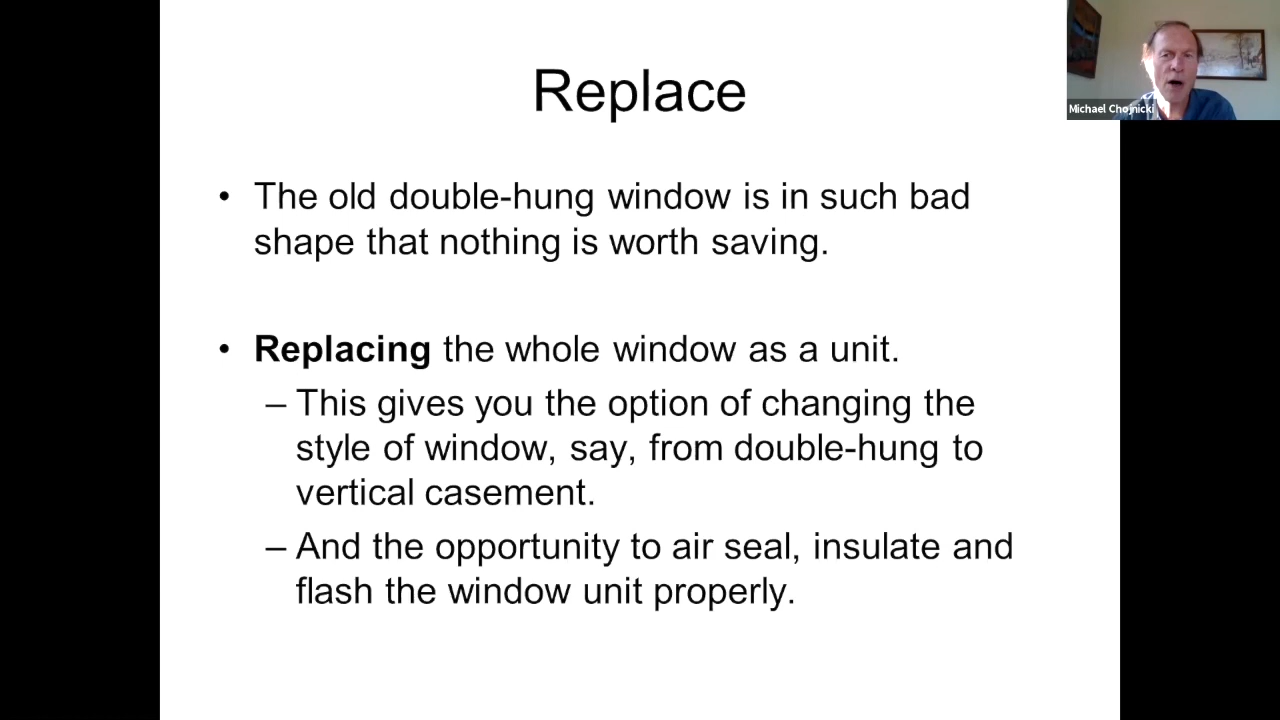 Replace
• The old double-hung window is in such bad
shape that nothing is worth saving.
• Replacing the whole window as a unit.
– This gives you the option of changing the
style of window, say, from double-hung to
vertical casement.
– And the opportunity to air seal, insulate and
flash the window unit properly.
Michael Chojnicki